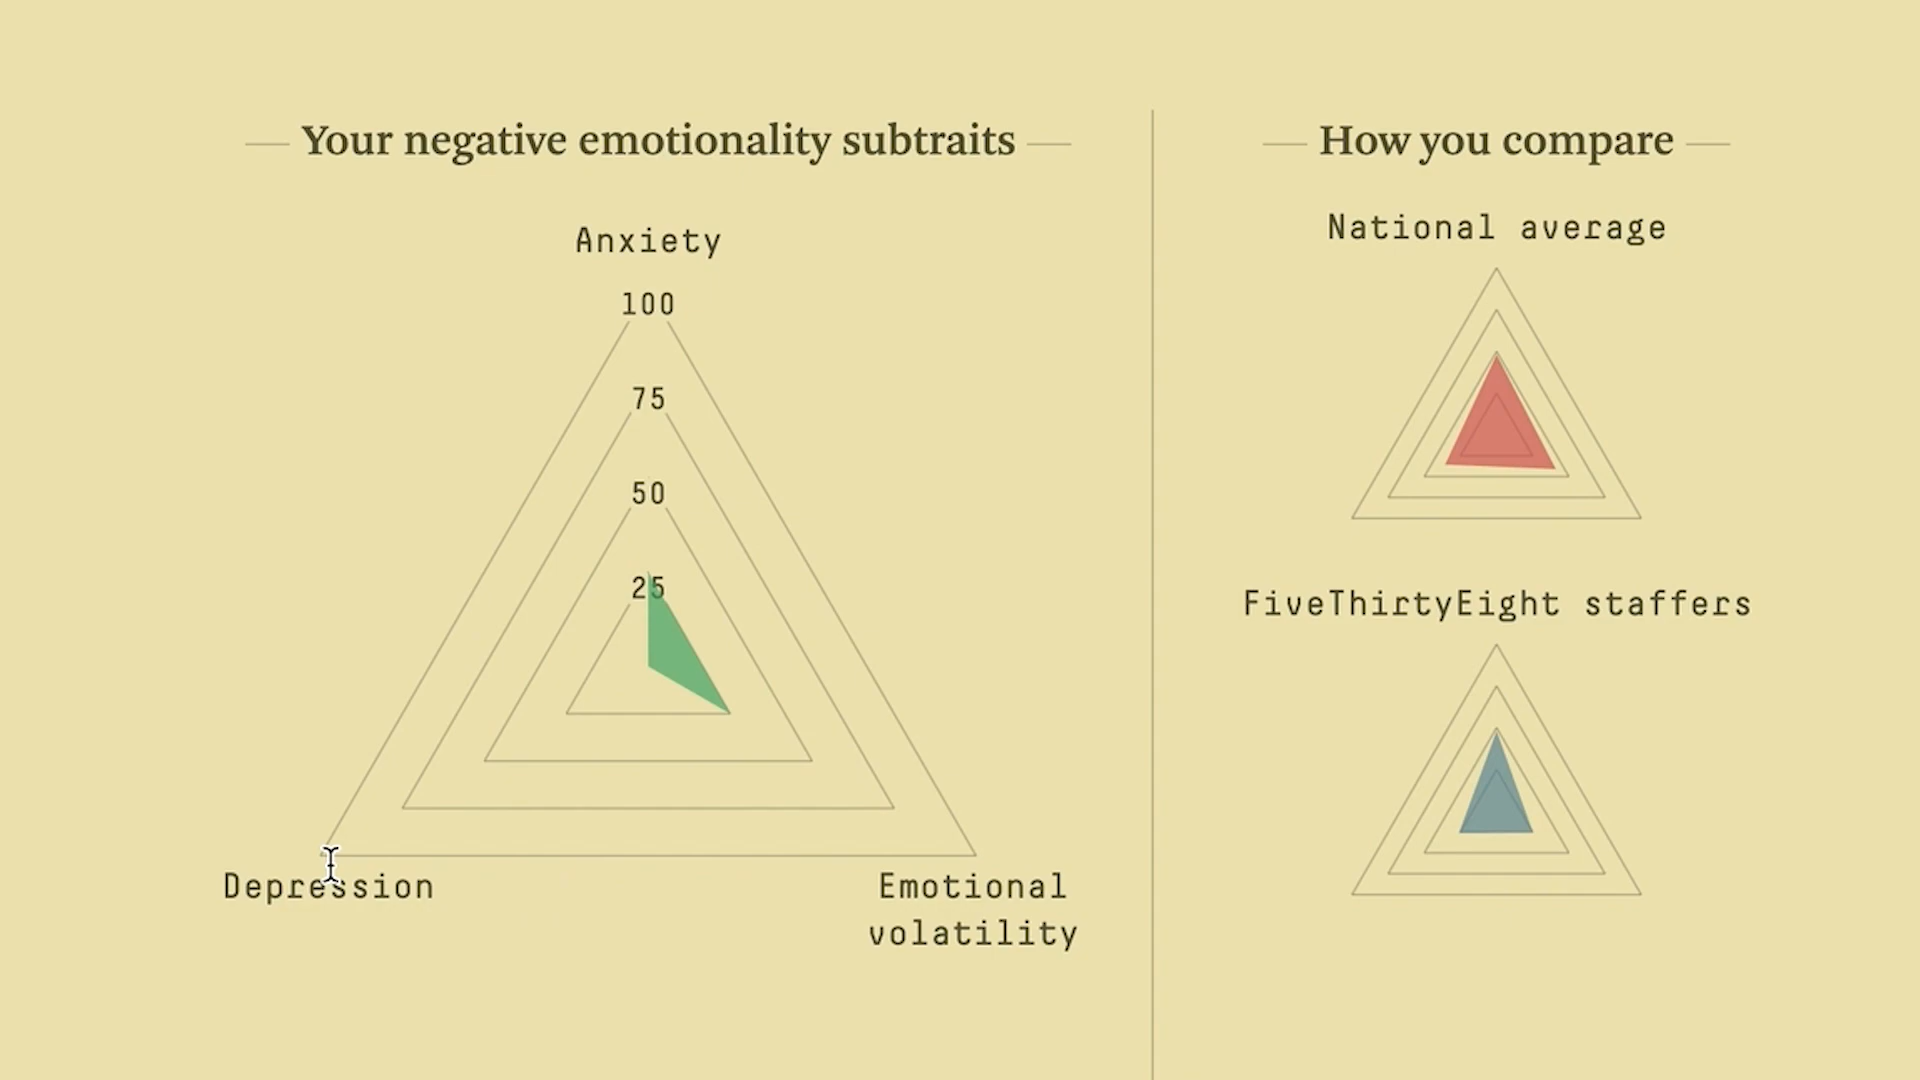 Your negative emotionality subtraits
Anxiety
100
75
50
25
Depression
Emotional
volatility
How you compare
National average
FiveThirtyEight staffers